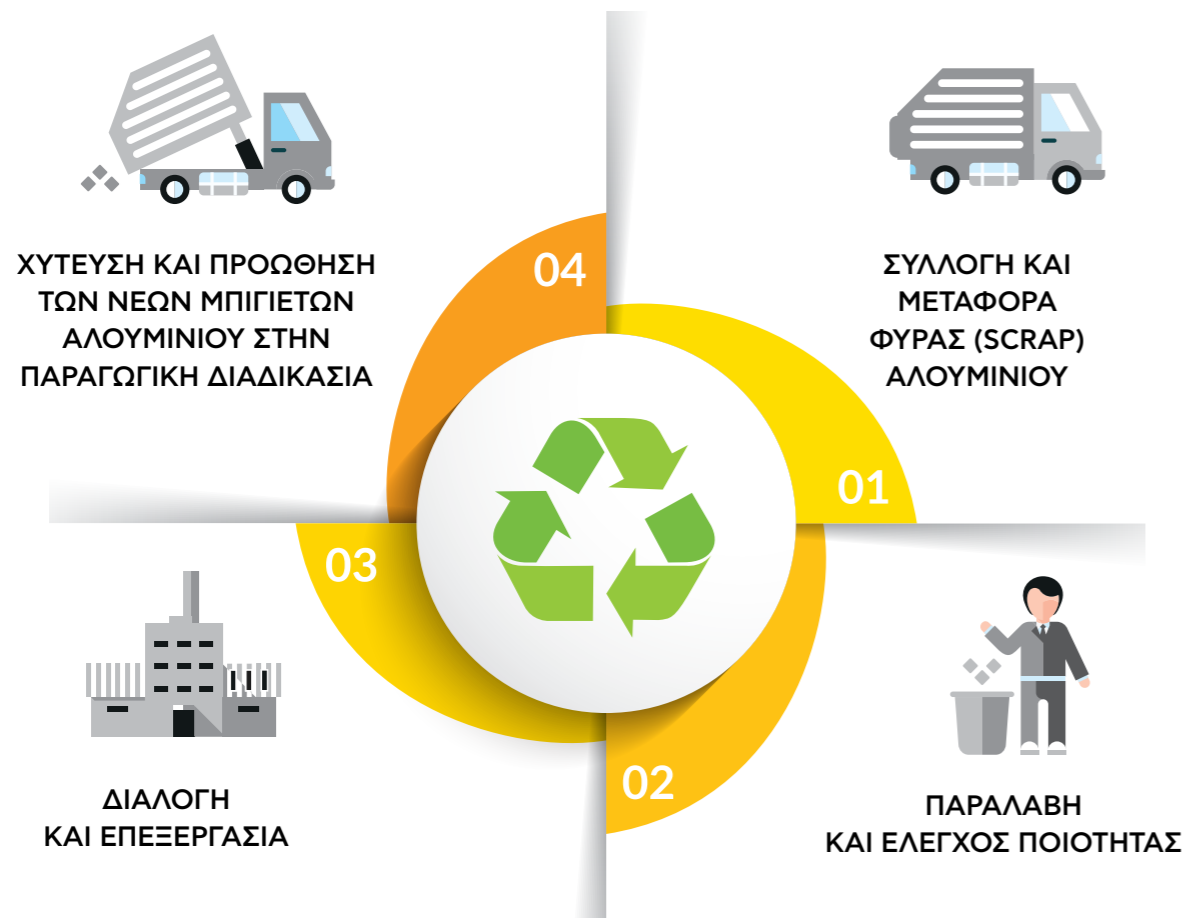 01
ΣΥΛΛΟΓΗ ΚΑΙ
ΜΕΤΑΦΟΡΑ
ΦΥΡΑΣ (SCRAP)
ΑΛΟΥΜΙΝΙΟΥ
02
ΠΑΡΑΛΑΒΗ
ΚΑΙ ΕΛΕΓΧΟΣ ΠΟΙΟΤΗΤΑΣ
03
ΔΙΑΛΟΓΗ
ΚΑΙ ΕΠΕΞΕΡΓΑΣΙΑ
04
ΧΥΤΕΥΣΗ ΚΑΙ ΠΡΟΩΘΗΣΗ
ΤΩΝ ΝΕΩΝ ΜΠΙΓΙΕΤΩΝ
ΑΛΟΥΜΙΝΙΟΥ ΣΤΗΝ
ΠΑΡΑΓΩΓΙΚΗ ΔΙΑΔΙΚΑΣΙΑ